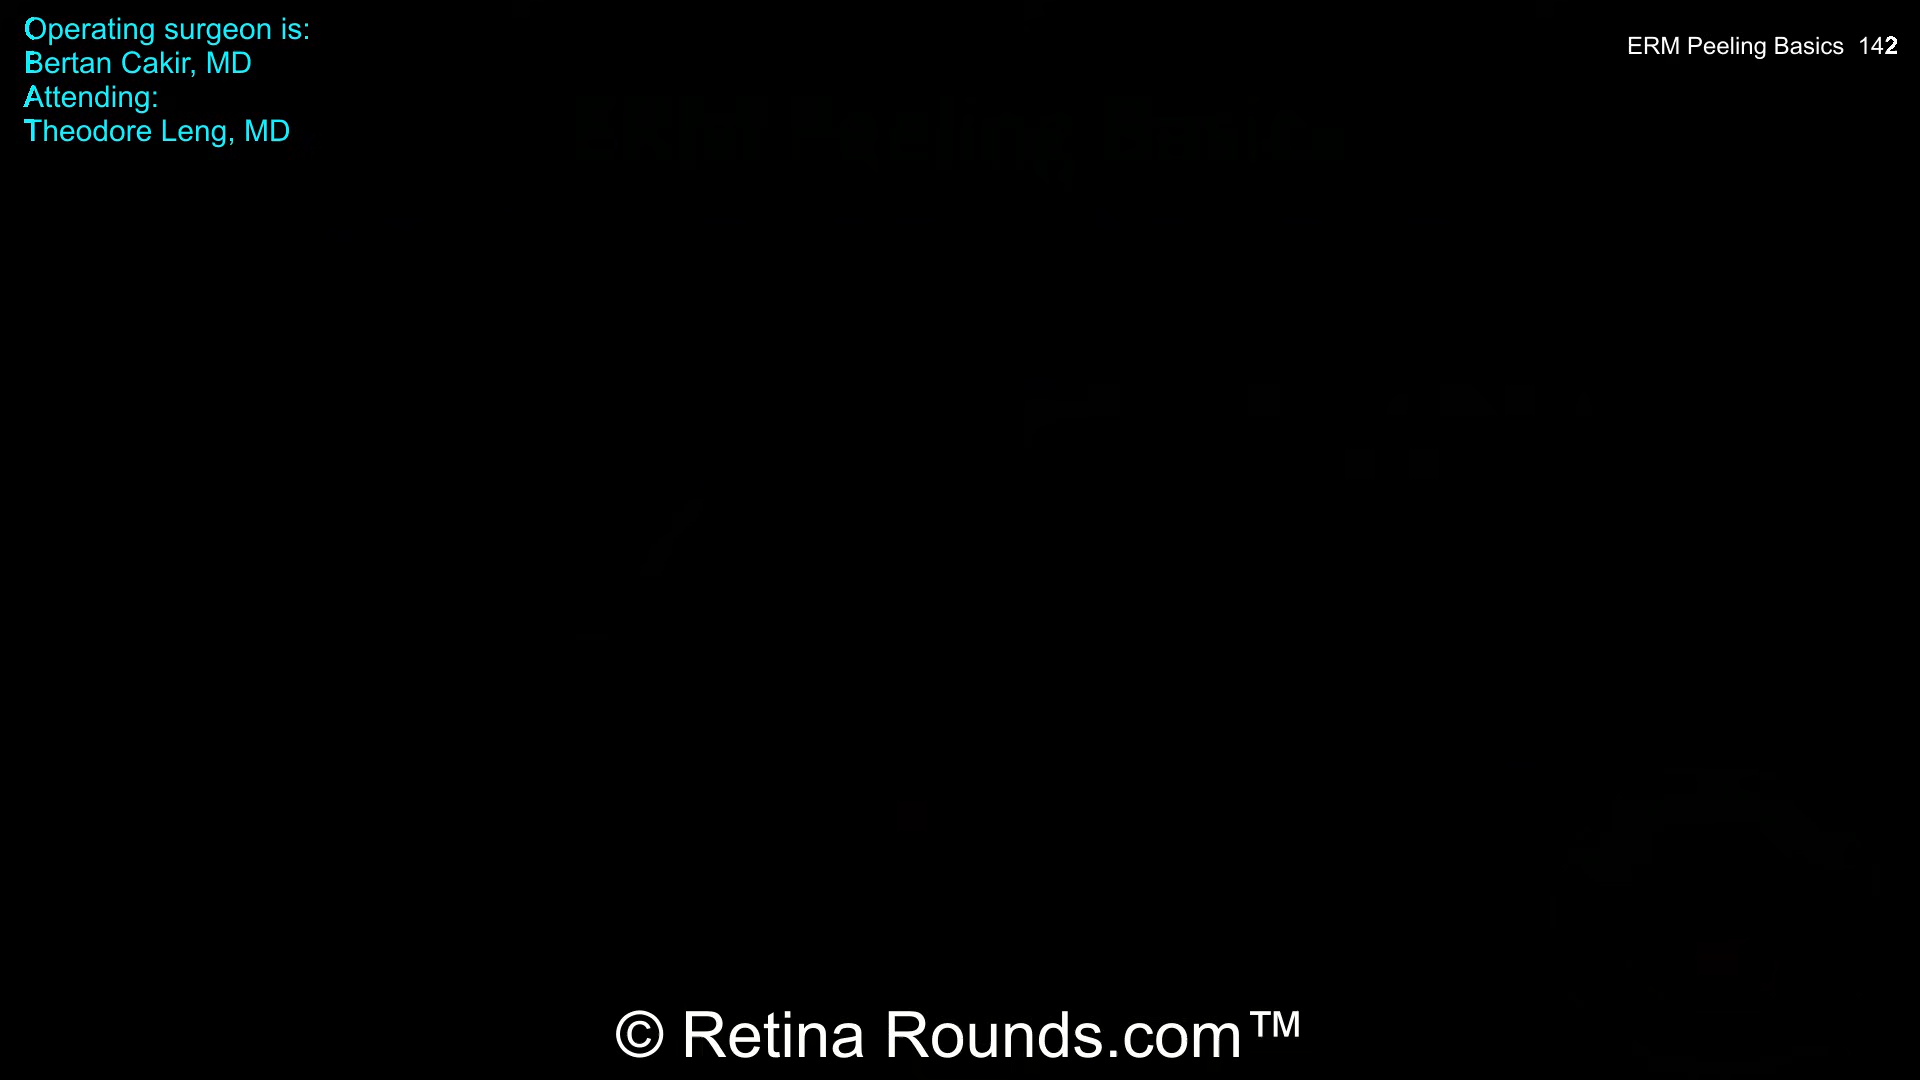 Operating surgeon is:
Bertan Cakir, MD
Attending:
Theodore Leng, MD
ERM Peeling Basics 142
© Retina Rounds.com™